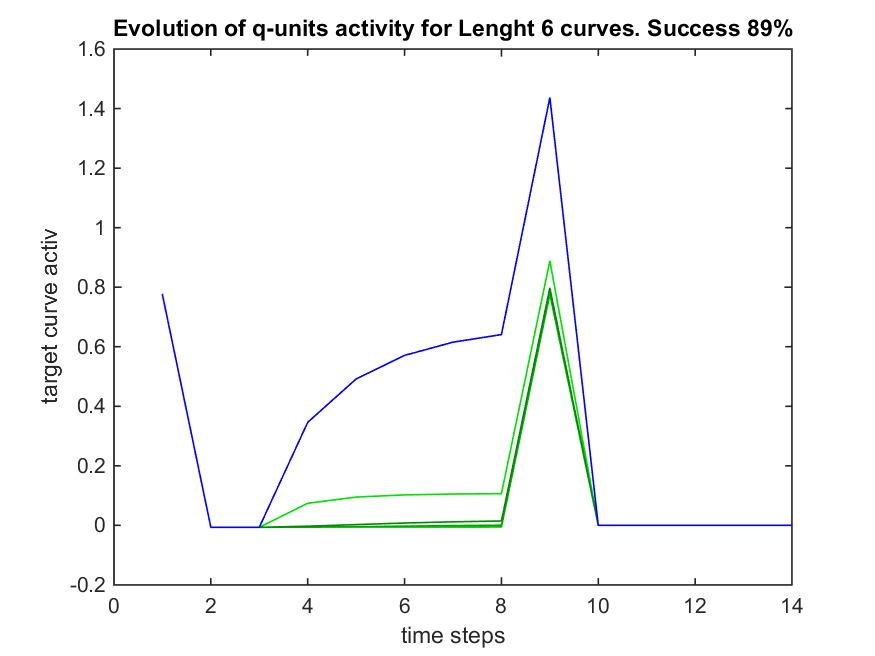 Evolution of q-units activity for Lenght 6 curves. Success 89%
1.6
1.4
1.2
1
0.8
0.6
0.4
0.2
0
-0.2
target curve activ
0 2 4 6 8 10 12 14
time steps